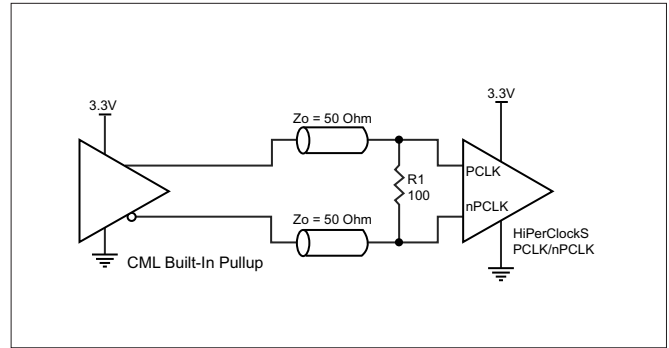 3.3V
CML Built-In Pullup
Zo = 50 Ohm
Zo = 50 Ohm
R1
100
3.3V
PCLK
nPCLK
HiPerClockS
PCLK/nPCLK